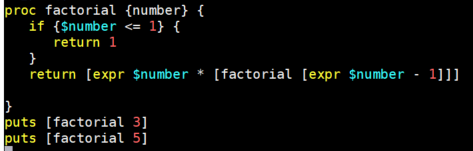 proc factorial {number} {
   if {$number <= 1} {
      return 1
   }
   return [expr $number * [factorial [expr $number - 1]]]

}
puts [factorial 3]
puts [factorial 5]